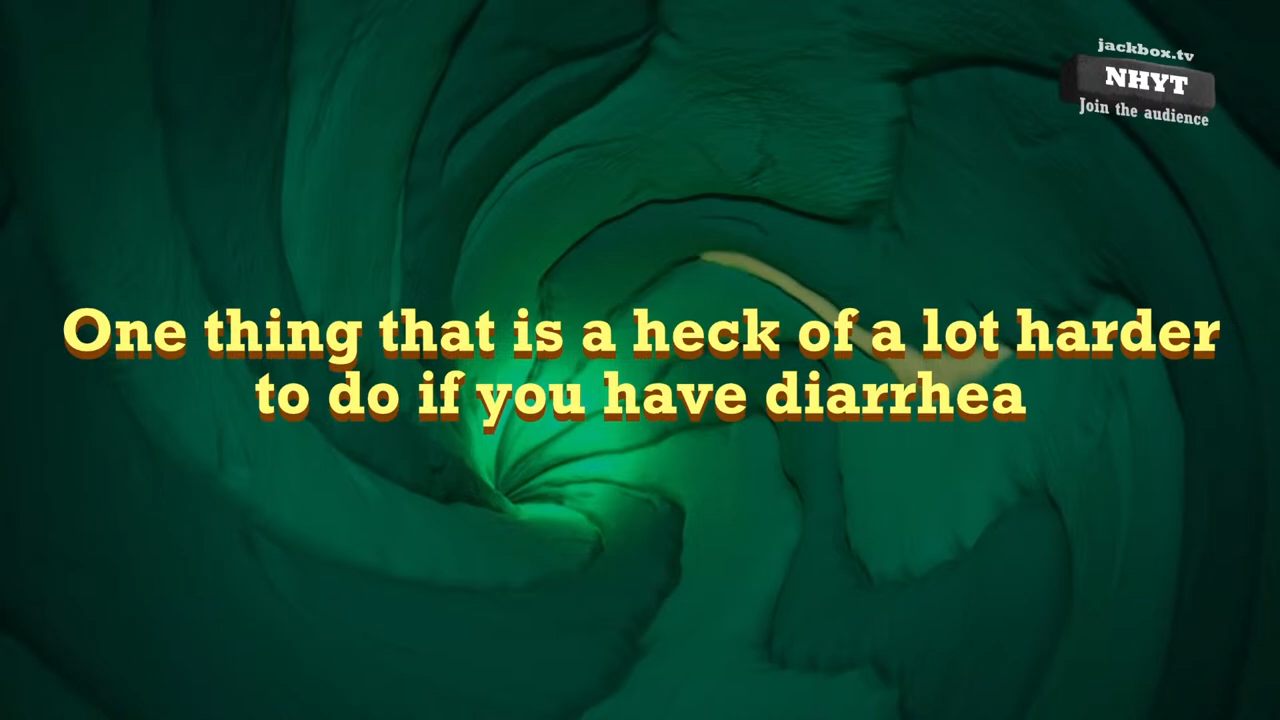 jackbox.tv
NHYT
Join the audience
One thing that is a heck of a lot harder
to do if you have diarrhea